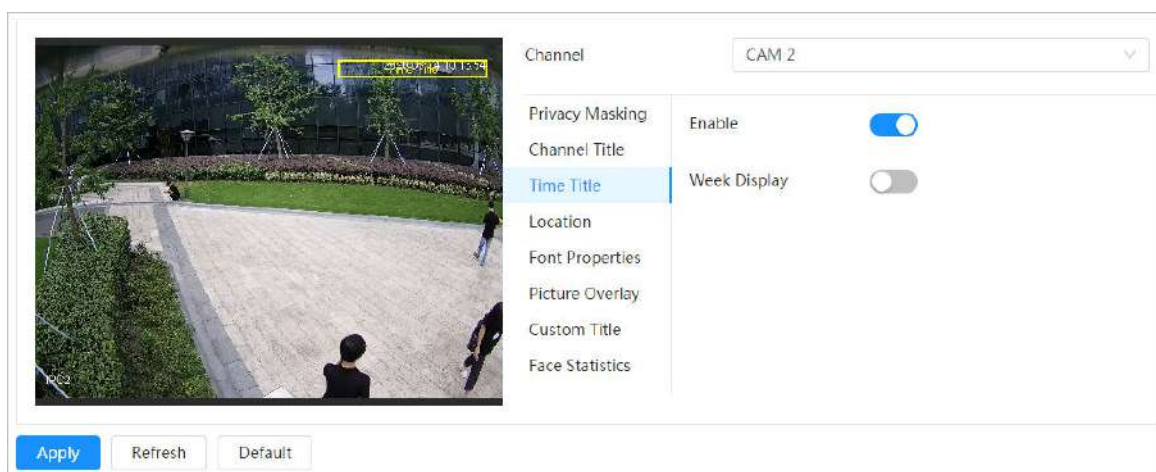 Channel
CAM 2
Privacy Masking
Channel Title
Time Title
Location
Font Properties
Picture Overlay
Custom Title
Face Statistics
Enable
Week Display
IPC2
Apply
Refresh
Default